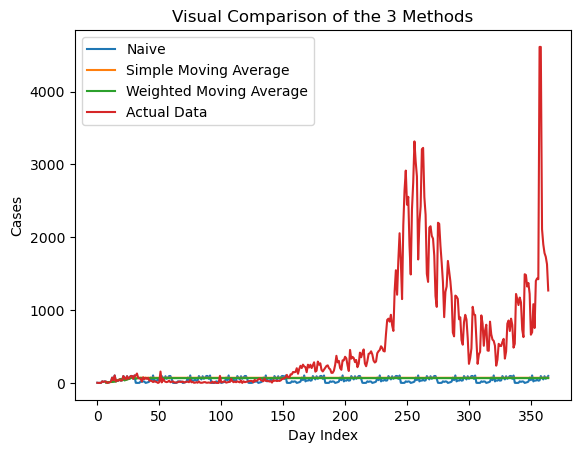 Visual Comparison of the 3 Methods
Naive
Simple Moving Average
Weighted Moving Average
Actual Data
4000
3000
2000
1000
0
Cases
0 50 100 150 200 250 300 350
Day Index